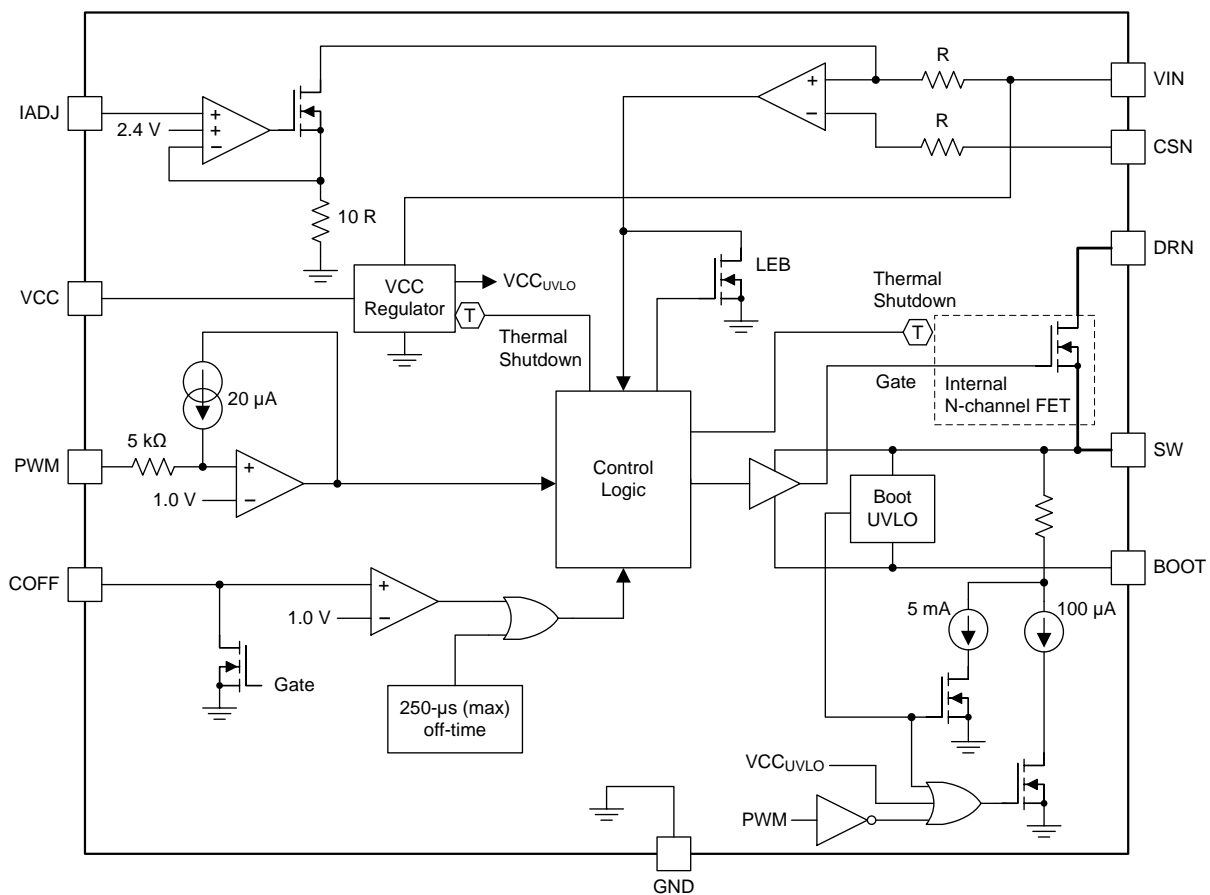 R
VIN
IADJ
2.4 V
+
+
−
+
−
R
CSN
10 R
DRN
LEB
VCC
VCC
Regulator
VCCUVLO
T
Thermal
Shutdown
Thermal
Shutdown
T
Gate
Internal
N-channel FET
20 µA
5 kΩ
PWM
+
−
1.0 V
Control
Logic
SW
Boot
UVLO
COFF
+
−
1.0 V
BOOT
5 mA
100 µA
Gate
250-µs (max)
off-time
VCCUVLO
PWM
GND